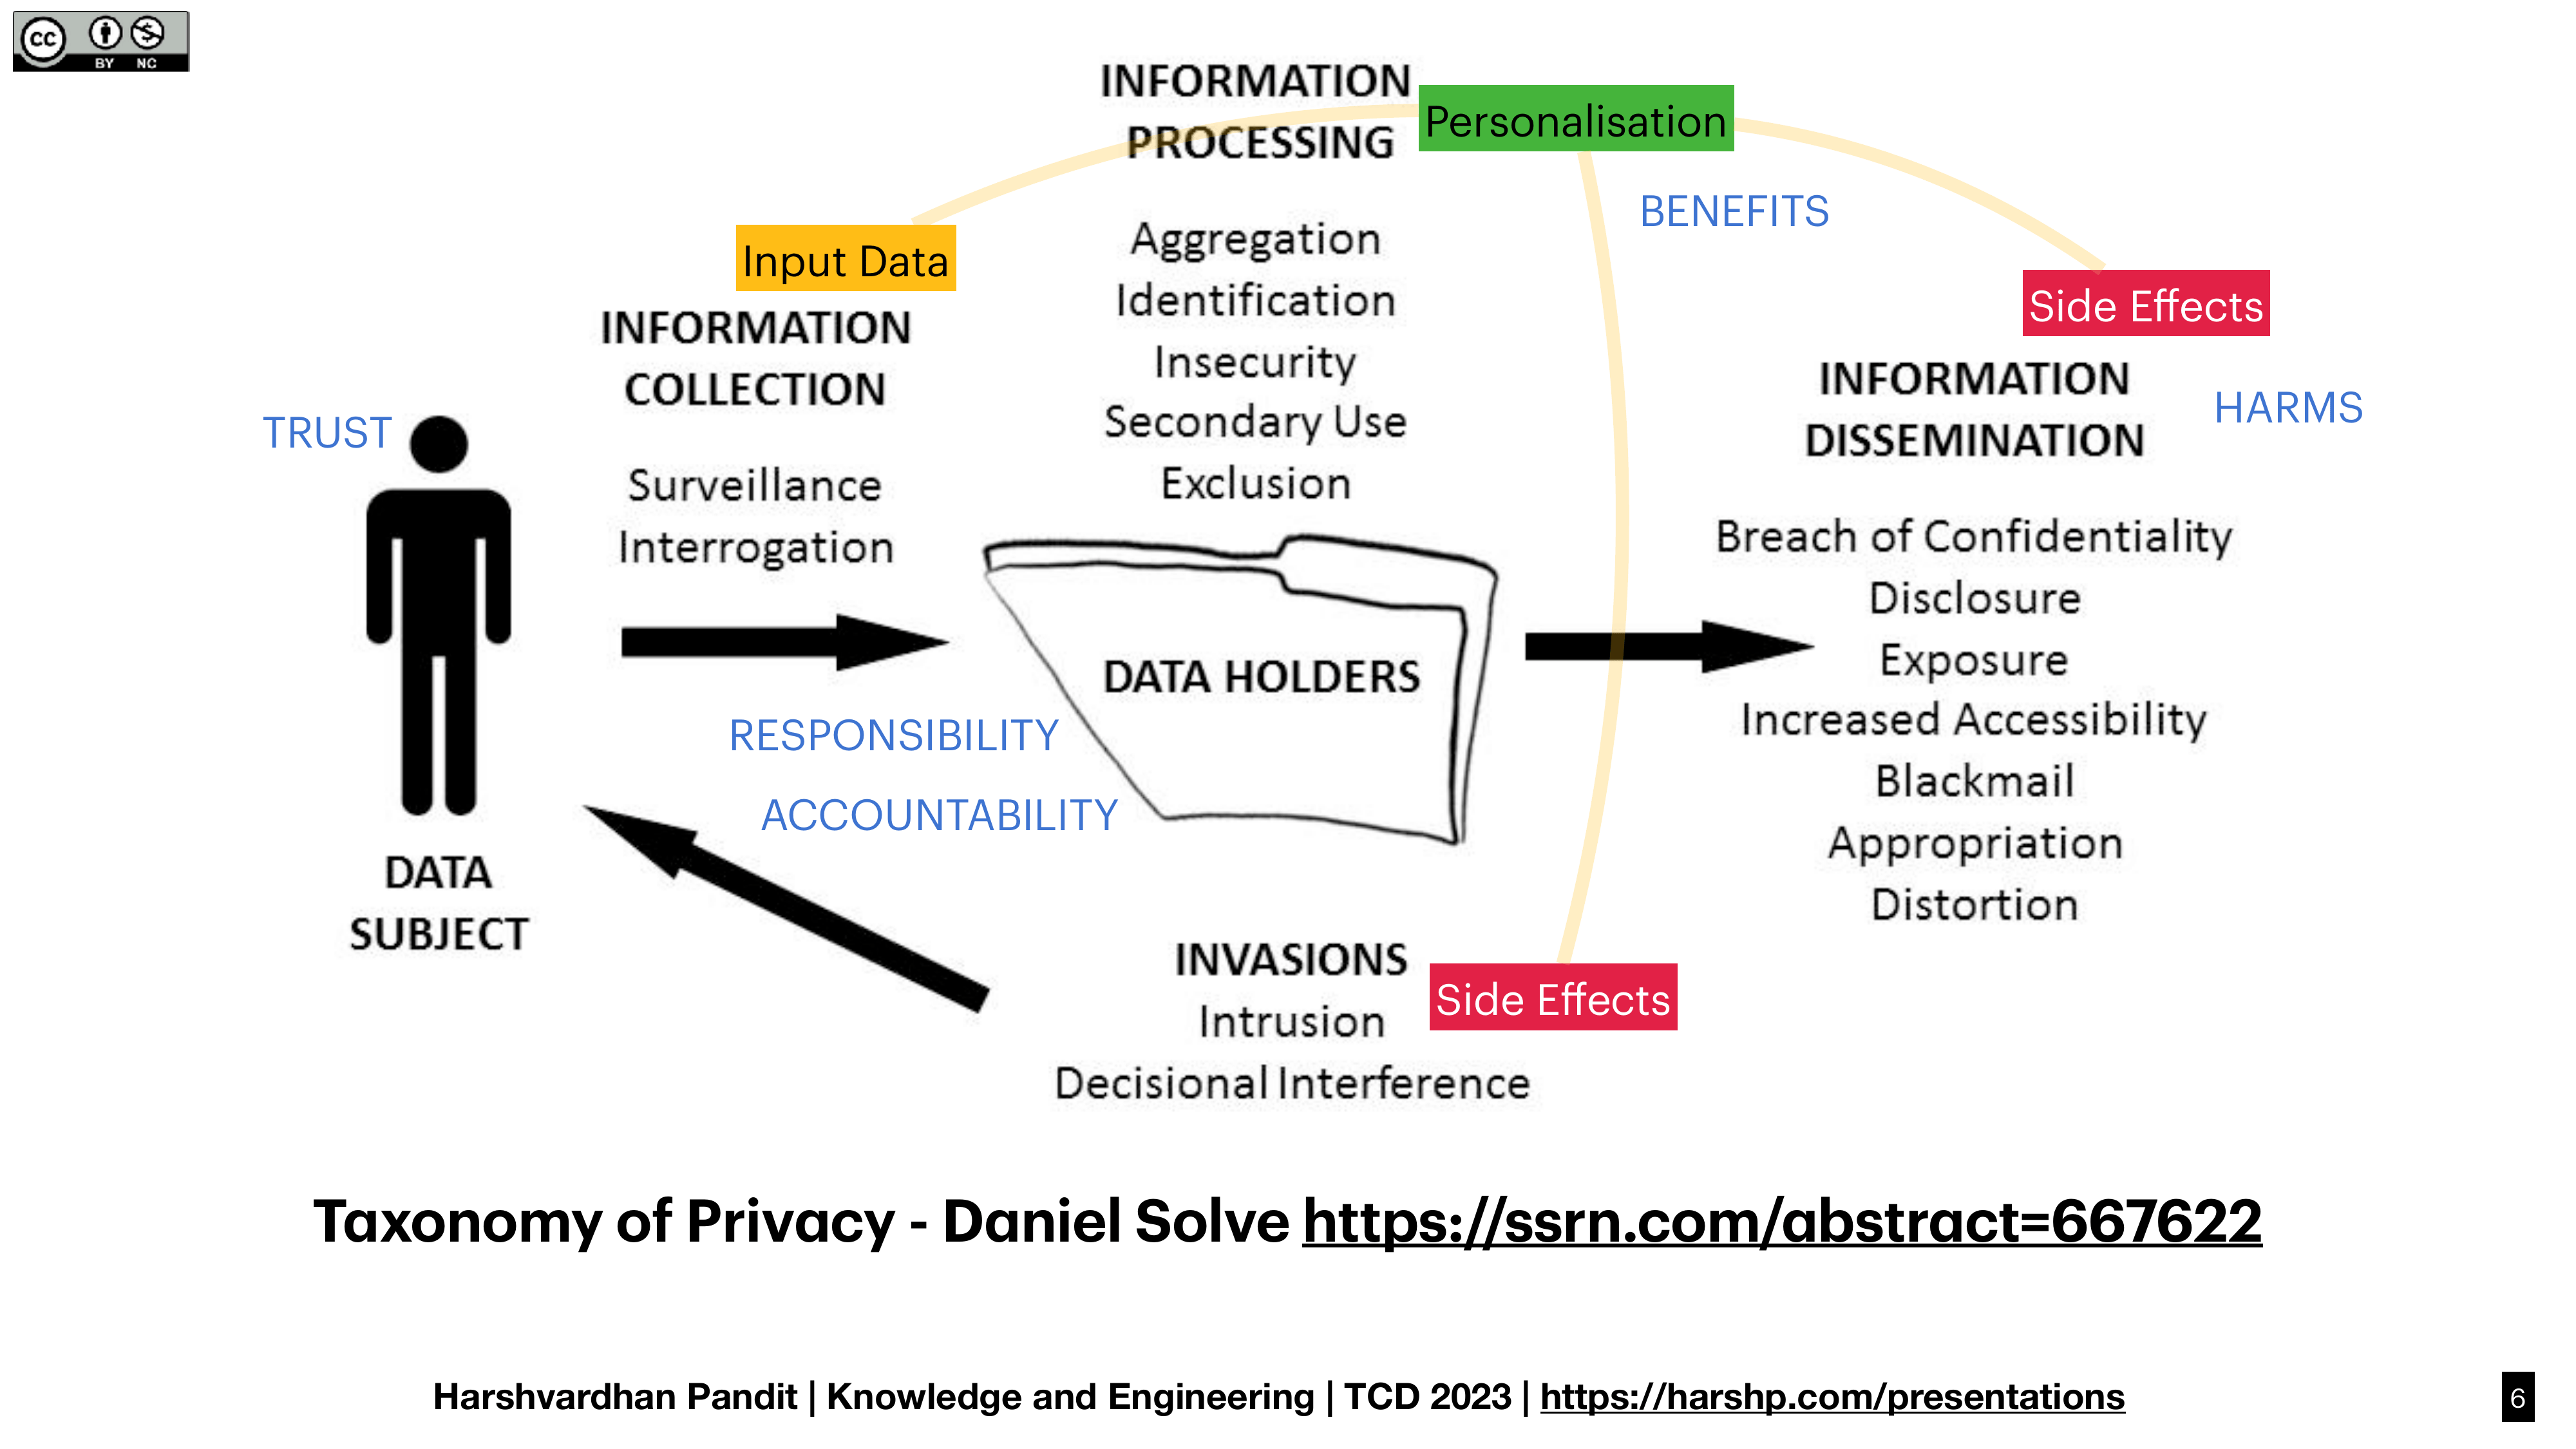 cc BY NC
INFORMATION
PROCESSING
Personalisation
BENEFITS
Aggregation
Identification
Insecurity
Secondary Use
Exclusion
Input Data
INFORMATION
COLLECTION
Surveillance
Interrogation
TRUST
Side Effects
INFORMATION
DISSEMINATION
HARMS
Breach of Confidentiality
Disclosure
Exposure
Increased Accessibility
Blackmail
Appropriation
Distortion
DATA HOLDERS
RESPONSIBILITY
ACCOUNTABILITY
DATA
SUBJECT
INVASIONS
Intrusion
Decisional Interference
Side Effects
Taxonomy of Privacy - Daniel Solve https://ssrn.com/abstract=667622
Harshvardhan Pandit | Knowledge and Engineering | TCD 2023 | https://harshp.com/presentations
6